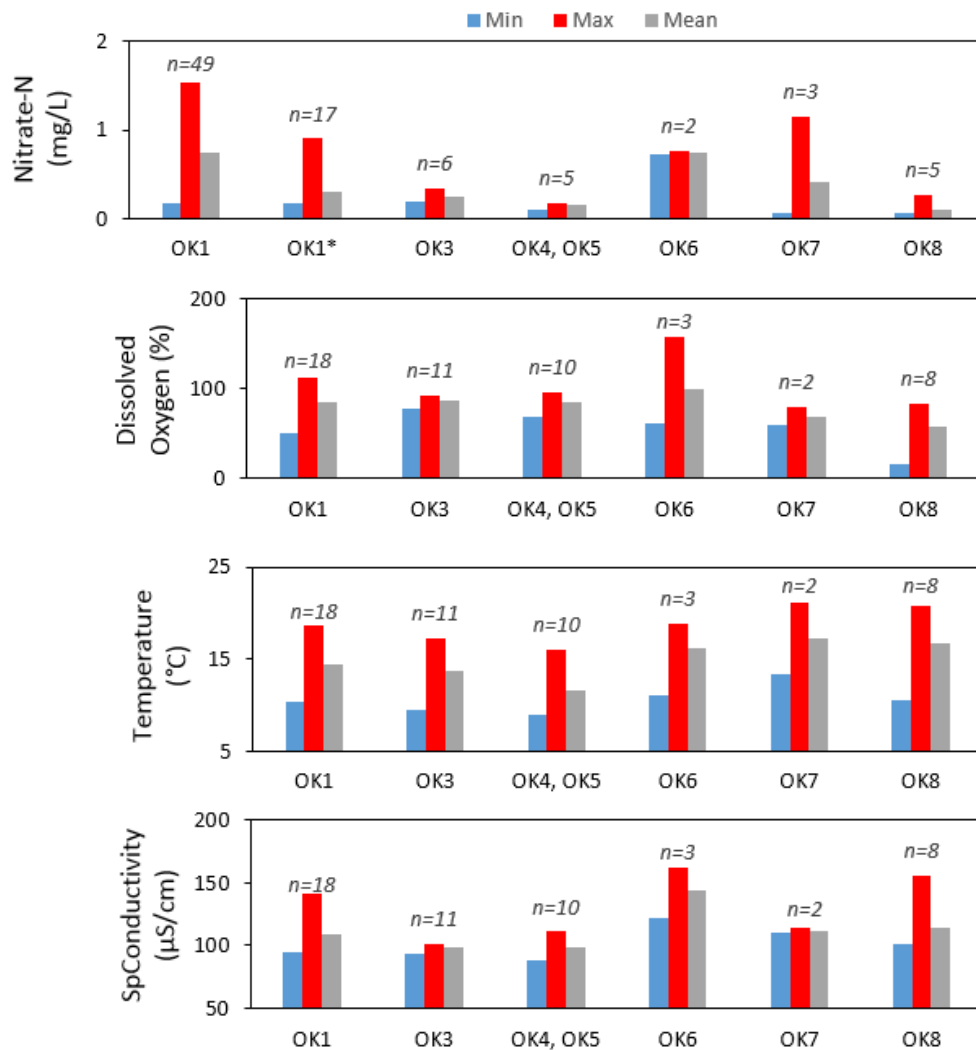 Min Max Mean
Nitrate-N
(mg/L)
2
1
0
n=49
n=17
n=6
n=5
n=2
n=3
n=5
OK1 OK1* OK3 OK4, OK5 OK6 OK7 OK8
Dissolved
Oxygen (%)
200
100
0
n=18
n=11
n=10
n=3
n=2
n=8
OK1 OK3 OK4, OK5 OK6 OK7 OK8
Temperature
(°C)
25
15
5
n=18
n=11
n=10
n=3
n=2
n=8
OK1 OK3 OK4, OK5 OK6 OK7 OK8
SpConductivity
(µS/cm)
200
150
100
50
n=18
n=11
n=10
n=3
n=2
n=8
OK1 OK3 OK4, OK5 OK6 OK7 OK8